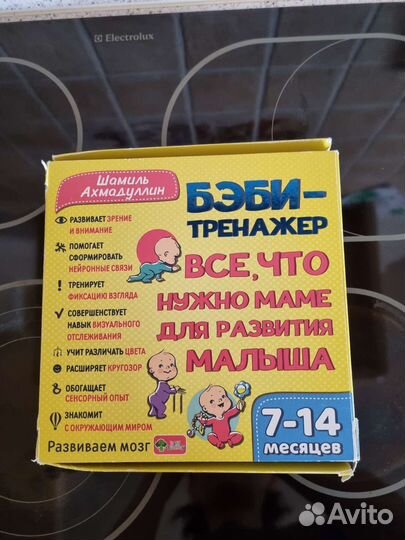 Electrolux
Шамиль
Ахмадуллин
БЭБИ-
ТРЕНАЖЕР
ВСЕ, ЧТО
НУЖНО МАМЕ
ДЛЯ РАЗВИТИЯ
МАЛЫША
РАЗВИВАЕТ ЗРЕНИЕ
И ВНИМАНИЕ
ПОМОГАЕТ
СФОРМИРОВАТЬ
НЕЙРОННЫЕ СВЯЗИ
ТРЕНИРУЕТ
ФИКСАЦИЮ ВЗГЛЯДА
СОВЕРШЕНСТВУЕТ
НАВЫК ВИЗУАЛЬНОГО
ОТСЛЕЖИВАНИЯ
УЧИТ РАЗЛИЧАТЬ ЦВЕТА
РАСШИРЯЕТ КРУГОЗОР
ОБОГАЩАЕТ
СЕНСОРНЫЙ ОПЫТ
ЗНАКОМИТ
С ОКРУЖАЮЩИМ МИРОМ
Развиваем мозг
7-14
месяцев
Avito